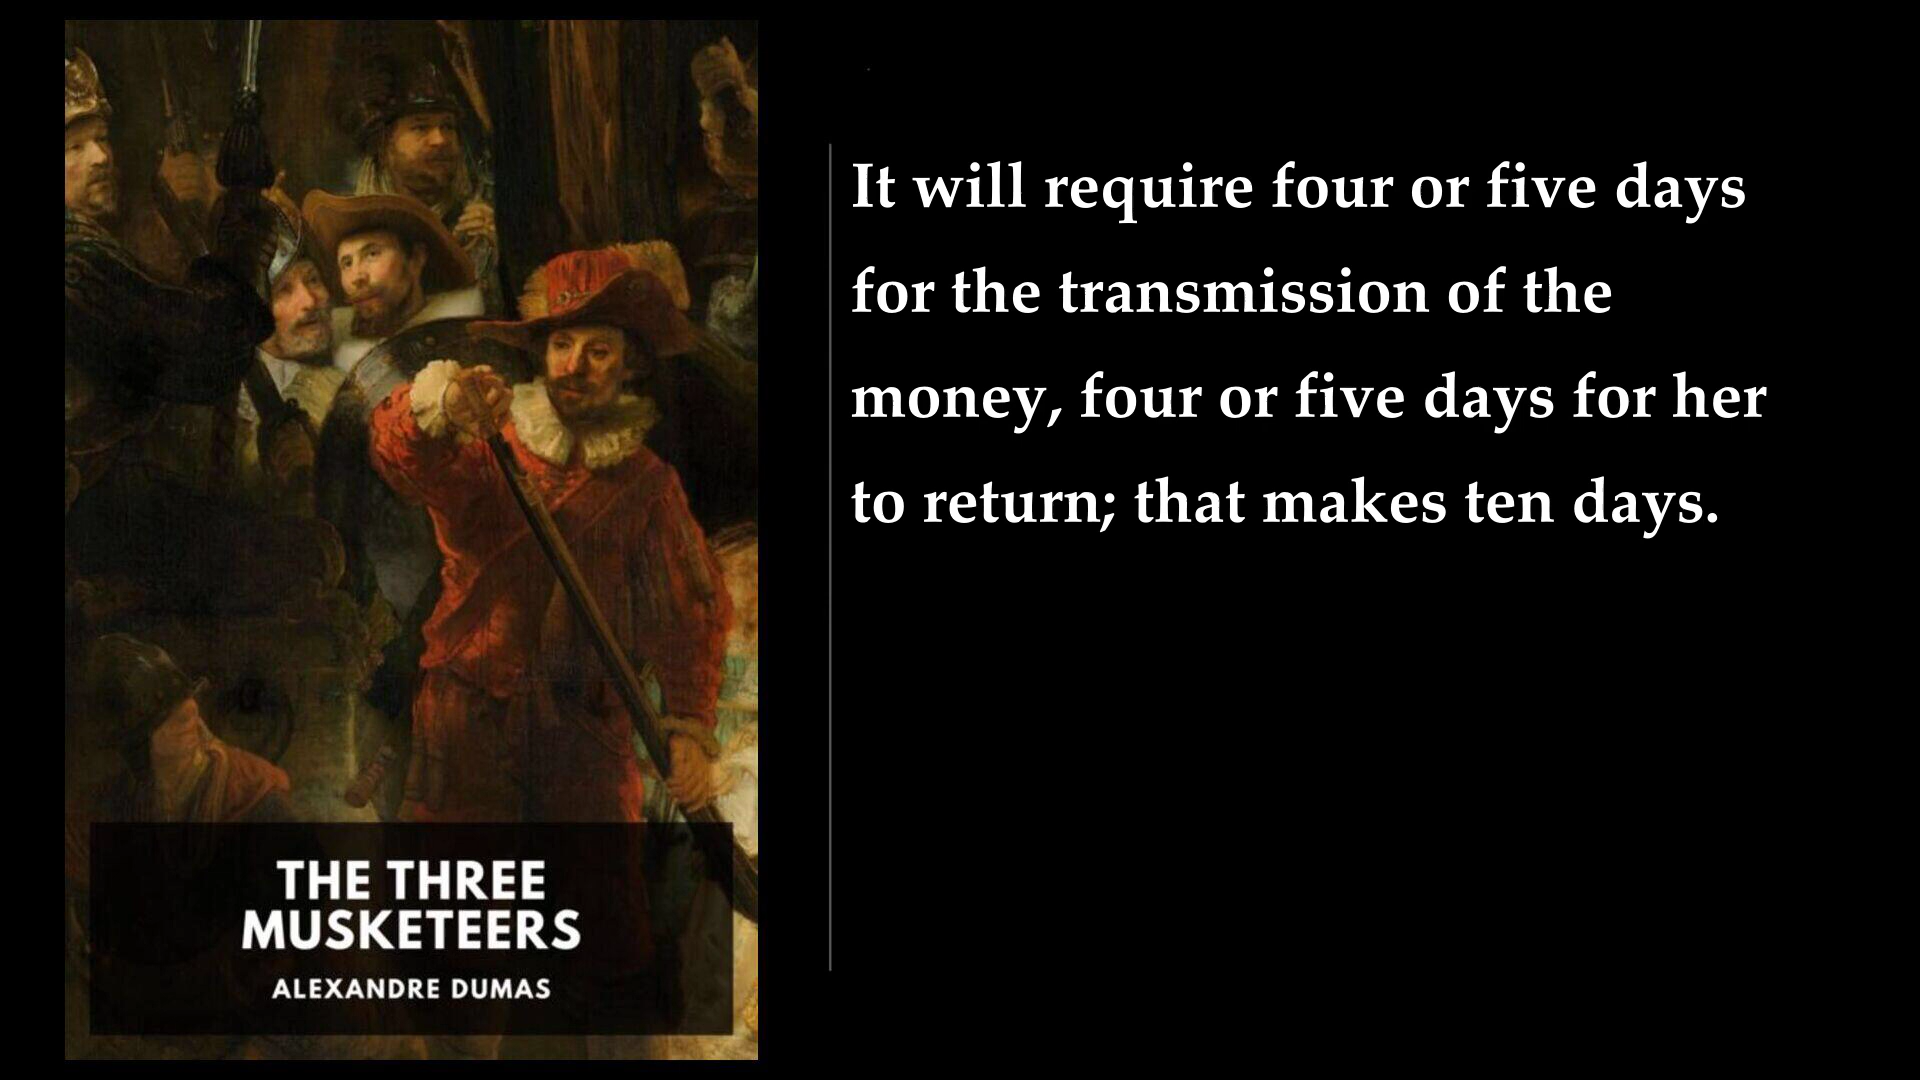 THE THREE
MUSKETEERS
ALEXANDRE DUMAS
It will require four or five days
for the transmission of the
money, four or five days for her
to return; that makes ten days.